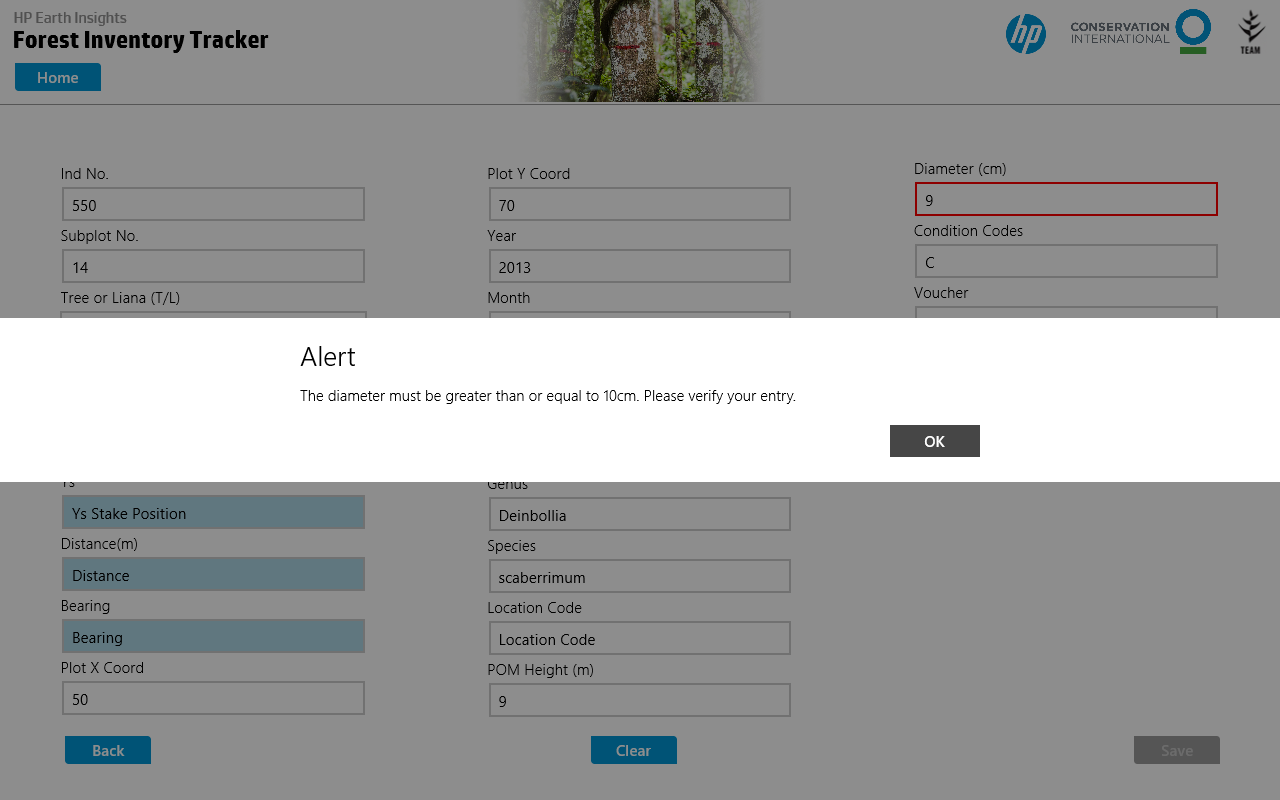 HP Earth Insights
Forest Inventory Tracker
Home
hp
CONSERVATION
INTERNATIONAL
TEAM
Ind No.
550
Subplot No.
14
Tree or Liana (T/L)
Plot Y Coord
70
Year
2013
Month
Diameter (cm)
9
Condition Codes
C
Voucher
Alert
The diameter must be greater than or equal to 10cm. Please verify your entry.
OK
Ys
Ys Stake Position
Distance(m)
Distance
Bearing
Bearing
Plot X Coord
50
Genus
Deinbollia
Species
scaberrimum
Location Code
Location Code
POM Height (m)
9
Back
Clear
Save